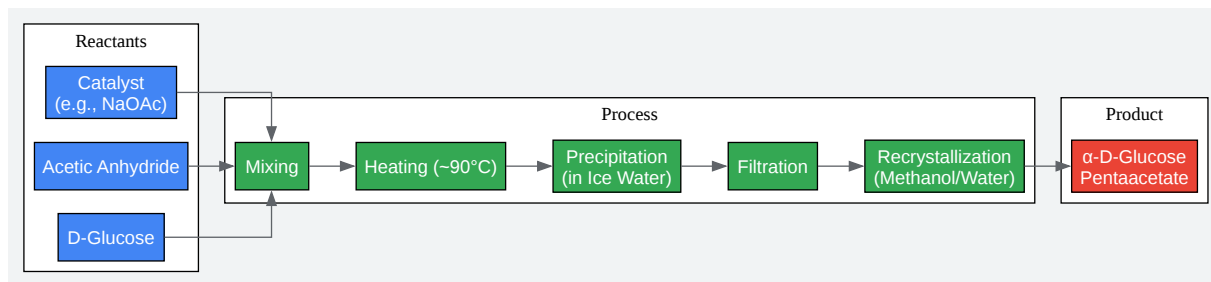 Reactants
Catalyst
(e.g., NaOAc)
Acetic Anhydride
D-Glucose
Process
Mixing
Heating (~90°C)
Precipitation
(in Ice Water)
Filtration
Recrystallization
(Methanol/Water)
Product
α-D-Glucose
Pentaacetate